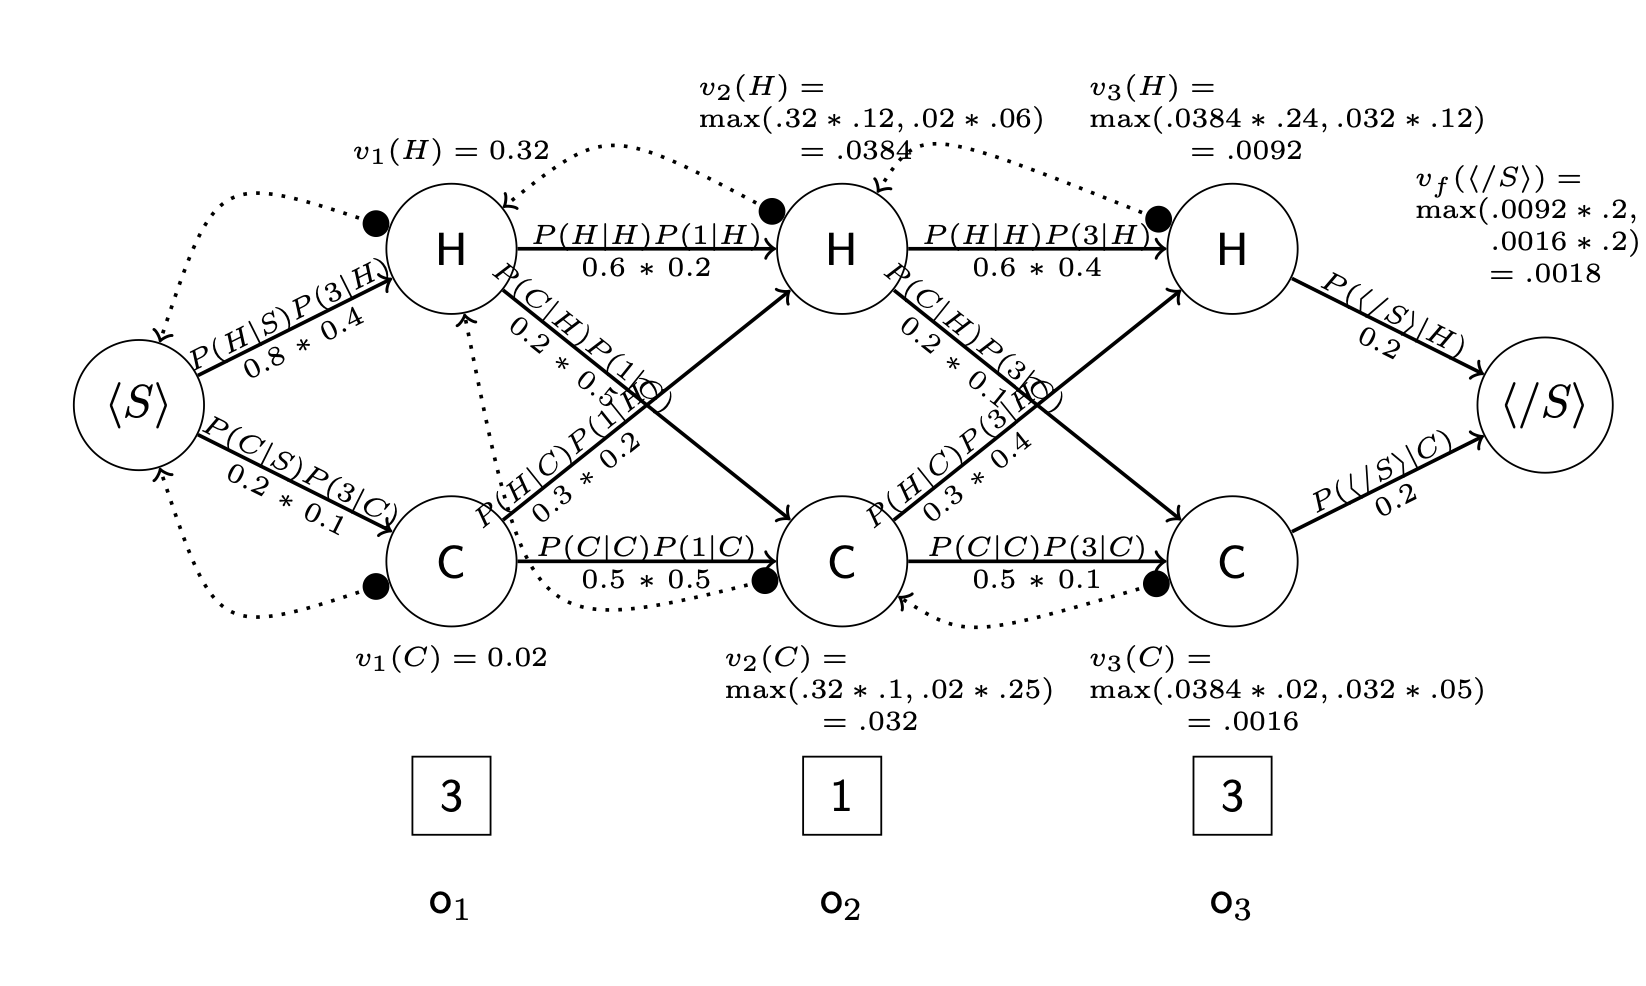 v₂(H) =
max(.32 * .12, .02 * .06)
= .0384
v₃(H) =
max(.0384 * .24, .032 * .12)
= .0092
v₁(H) = 0.32
v_f(⟨/S⟩) =
max(.0092 * .2,
.0016 * .2)
= .0018
H
H
H
P(H|H)P(1|H)
0.6 * 0.2
P(H|H)P(3|H)
0.6 * 0.4
P(H|S)P(3|H)
0.8 * 0.4
P(C|H)P(1|C)
0.2 * 0.5
P(C|H)P(3|C)
0.2 * 0.1
P(⟨/S⟩|H)
0.2
⟨S⟩
⟨/S⟩
P(C|S)P(3|C)
0.2 * 0.1
P(H|C)P(1|H)
0.3 * 0.2
P(H|C)P(3|H)
0.3 * 0.4
P(⟨/S⟩|C)
0.2
C
C
C
P(C|C)P(1|C)
0.5 * 0.5
P(C|C)P(3|C)
0.5 * 0.1
v₁(C) = 0.02
v₂(C) =
max(.32 * .1, .02 * .25)
= .032
v₃(C) =
max(.0384 * .02, .032 * .05)
= .0016
3
1
3
o₁
o₂
o₃